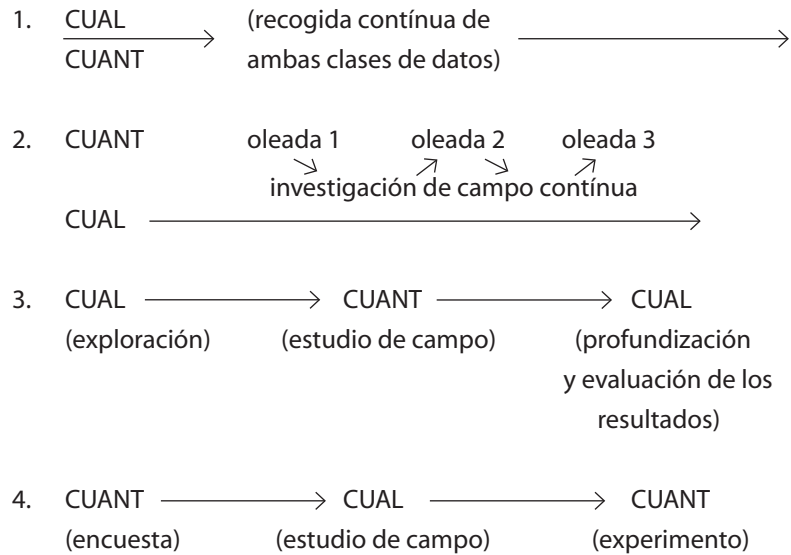 1. CUAL (recogida contínua de
CUANT ambas clases de datos)
2. CUANT oleada 1 oleada 2 oleada 3
investigación de campo contínua
CUAL
3. CUAL CUANT CUAL
(exploración) (estudio de campo) (profundización
y evaluación de los
resultados)
4. CUANT CUAL CUANT
(encuesta) (estudio de campo) (experimento)